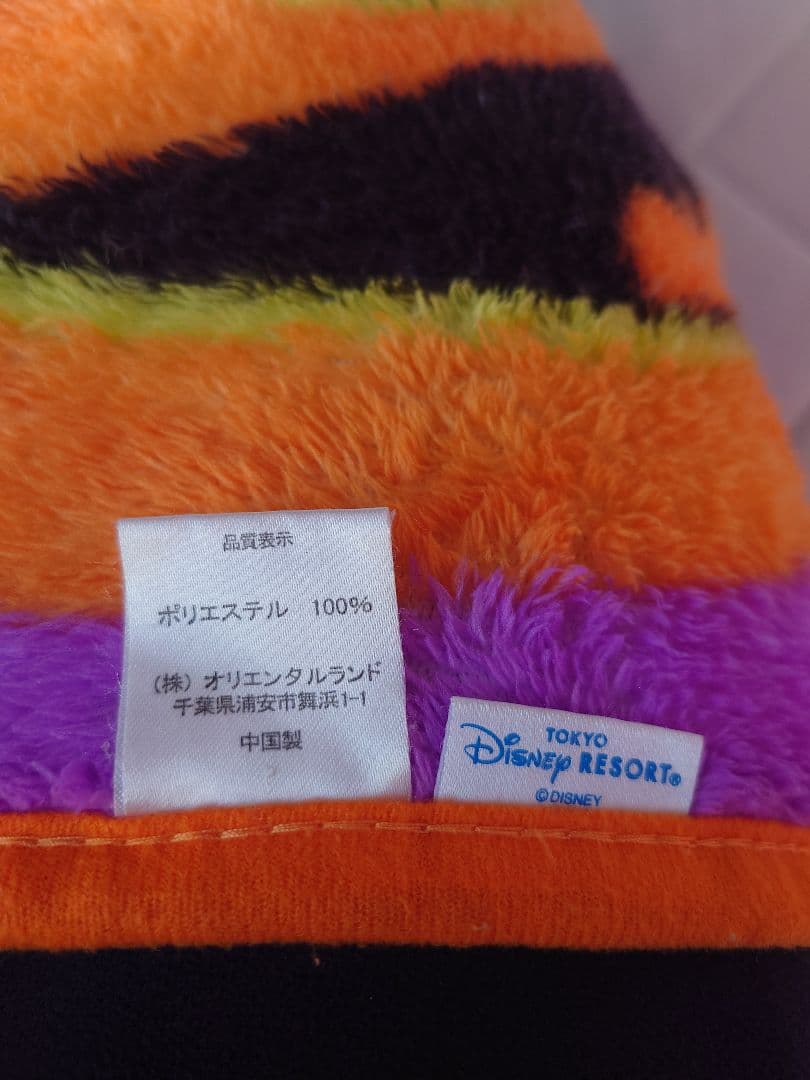 品質表示
ポリエステル 100%
(株) オリエンタルランド
千葉県浦安市舞浜1-1
中国製
TOKYO
DISNEY RESORT®
©DISNEY